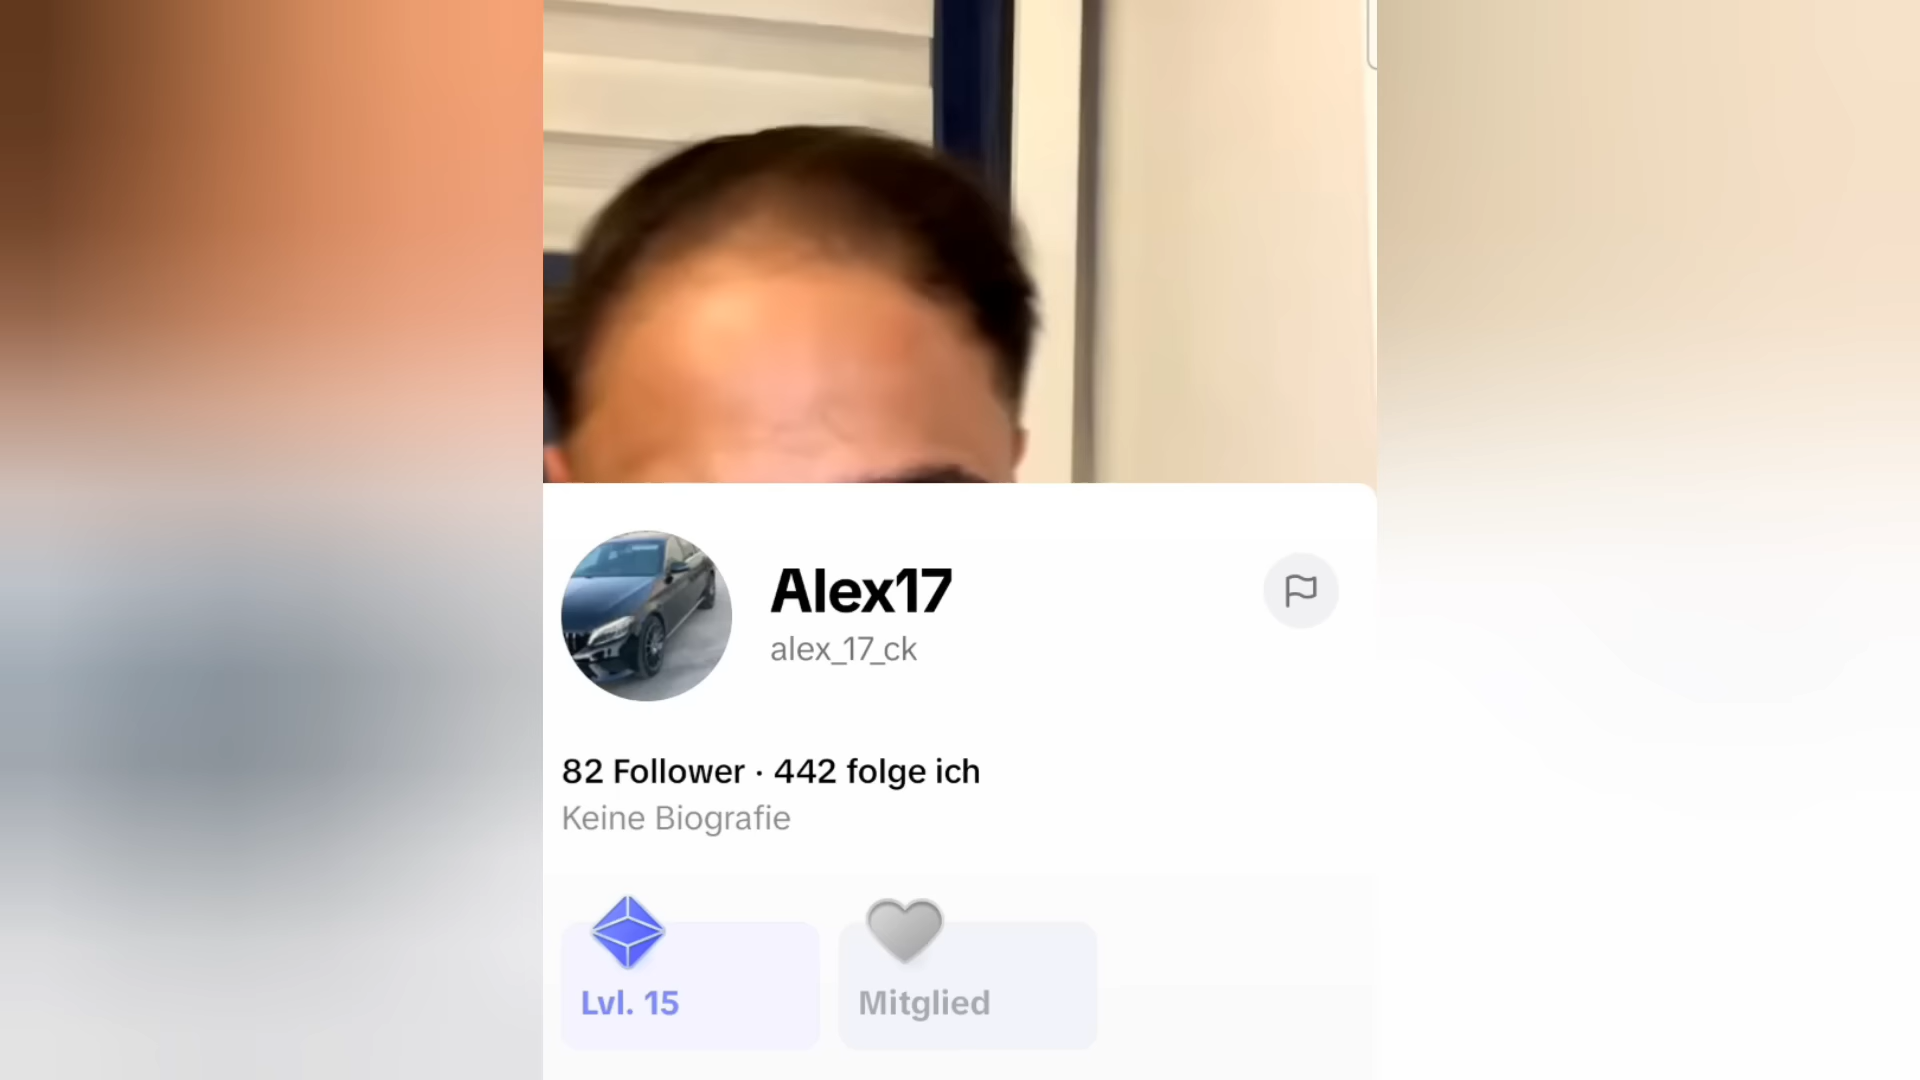 Alex17
alex_17_ck
82 Follower · 442 folge ich
Keine Biografie
Lvl. 15
Mitglied